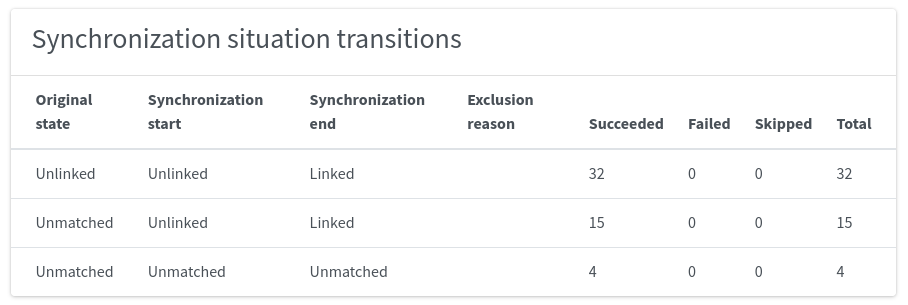 Synchronization situation transitions
Original state Synchronization start Synchronization end Exclusion reason Succeeded Failed Skipped Total
Unlinked Unlinked Linked 32 0 0 32
Unmatched Unlinked Linked 15 0 0 15
Unmatched Unmatched Unmatched 4 0 0 4